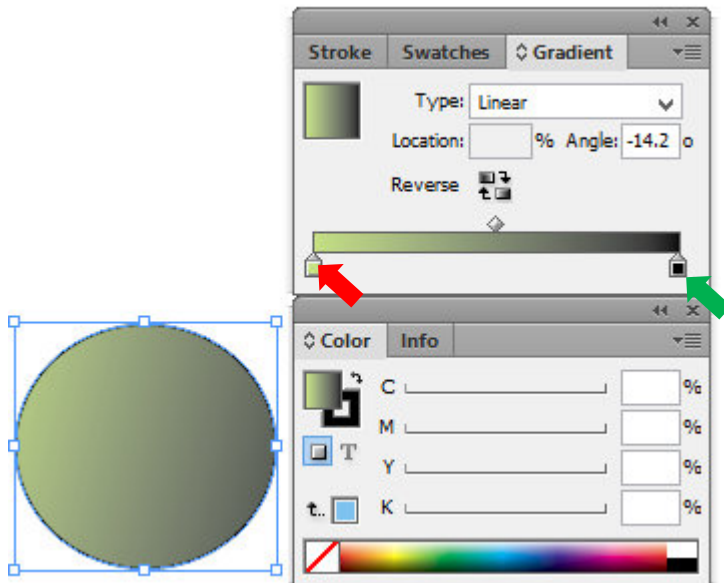 Stroke Swatches Gradient
Type: Linear
Location: % Angle: -14.2 o
Reverse
Color Info
C %
M %
T
Y %
t.. K %